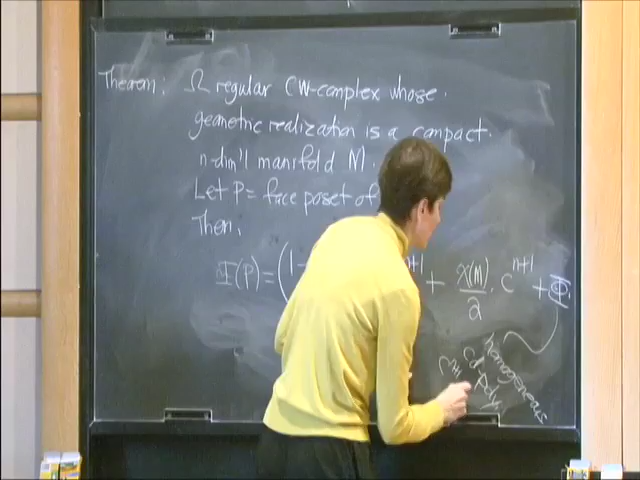 Theorem: Ω regular CW-complex whose
geometric realization is a compact
n-dim'l manifold M.
Let P = face poset of
Then,
Ψ(P) = (1- n+1 + χ(M)/2 · c^{n+1} + Φ.
homogeneous
cd poly